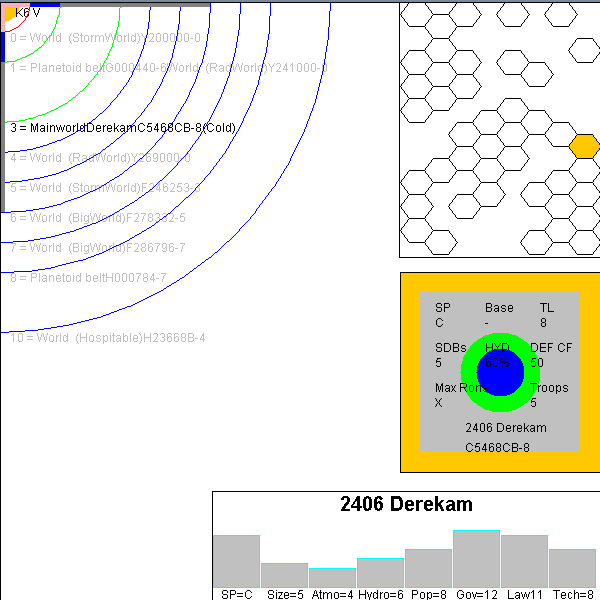 K6 V
0 = World  (StormWorld)Y200000-0
1 = Planetoid beltG000440-6World  (RadWorld)Y241000-0
3 = MainworldDerekamC5468CB-8(Cold)
4 = World  (RadWorld)Y269000-0
5 = World  (StormWorld)F246253-3
6 = World  (BigWorld)F278332-5
7 = World  (BigWorld)F286796-7
8 = Planetoid beltH000784-7
10 = World  (Hospitable)H23668B-4
SP Base TL
C - 8
SDBs HYD DEF CF
5 60% 50
Max Troops
X 5
2406 Derekam
C5468CB-8
2406 Derekam
SP=C Size=5 Atmo=4 Hydro=6 Pop=8 Gov=12 Law11 Tech=8